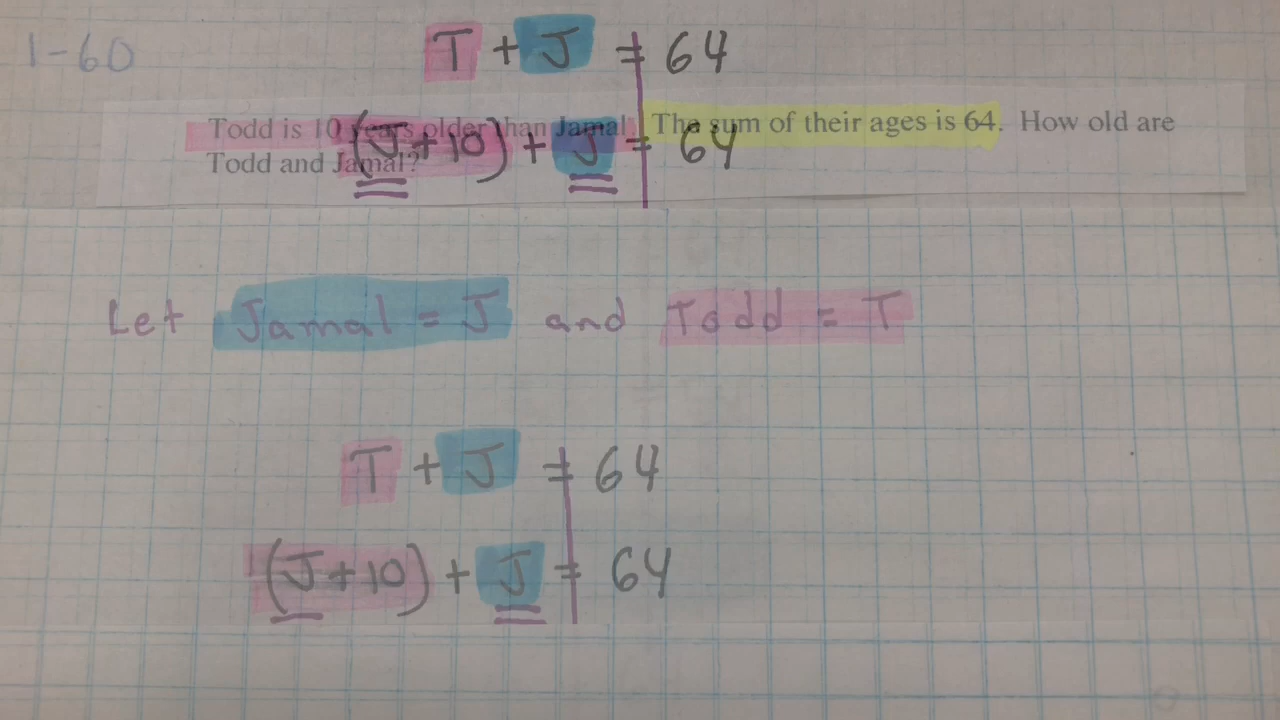 1-60
T + J = 64
Todd is 10 years older than Jamal. The sum of their ages is 64. How old are
Todd and Jamal?
(J+10) + J = 64
Let Jamal = J and Todd = T
T + J = 64
(J+10) + J = 64